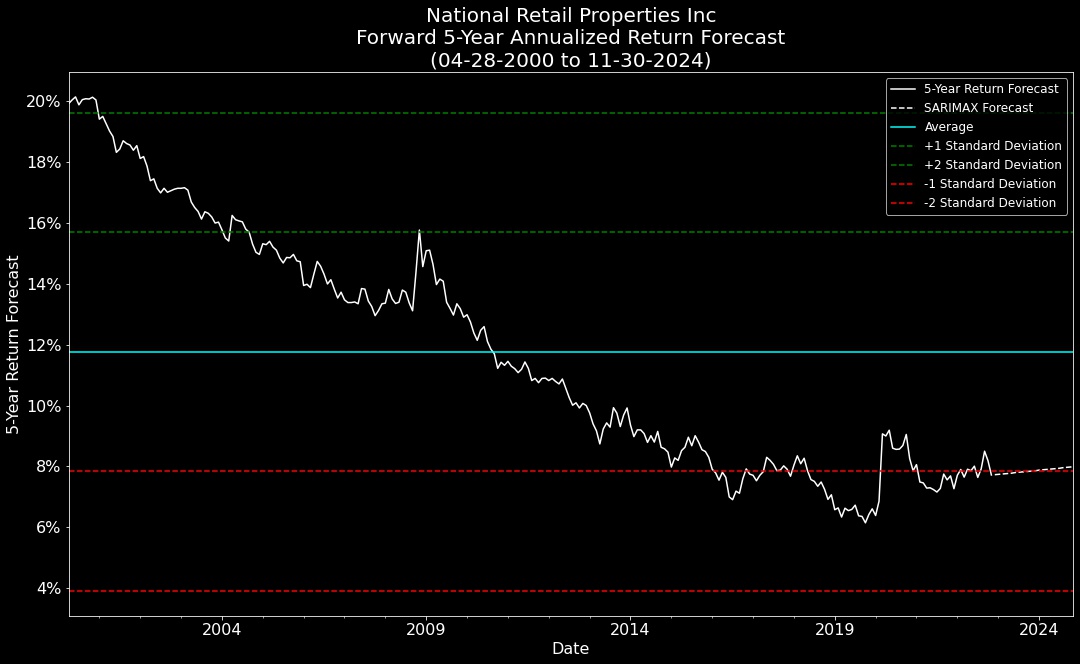 National Retail Properties Inc
Forward 5-Year Annualized Return Forecast
(04-28-2000 to 11-30-2024)
5-Year Return Forecast
SARIMAX Forecast
Average
+1 Standard Deviation
+2 Standard Deviation
-1 Standard Deviation
-2 Standard Deviation
5-Year Return Forecast
20%
18%
16%
14%
12%
10%
8%
6%
4%
2004 2009 2014 2019 2024
Date